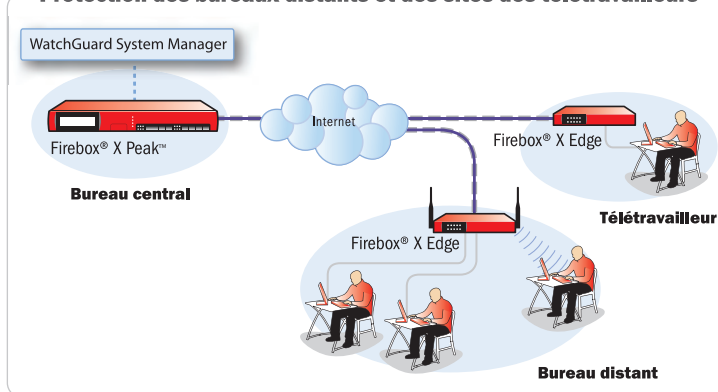 Protection des bureaux distants et des sites des télétravailleurs
WatchGuard System Manager
Internet
Firebox® X Peak™
Firebox® X Edge
Bureau central
Télétravailleur
Firebox® X Edge
Bureau distant